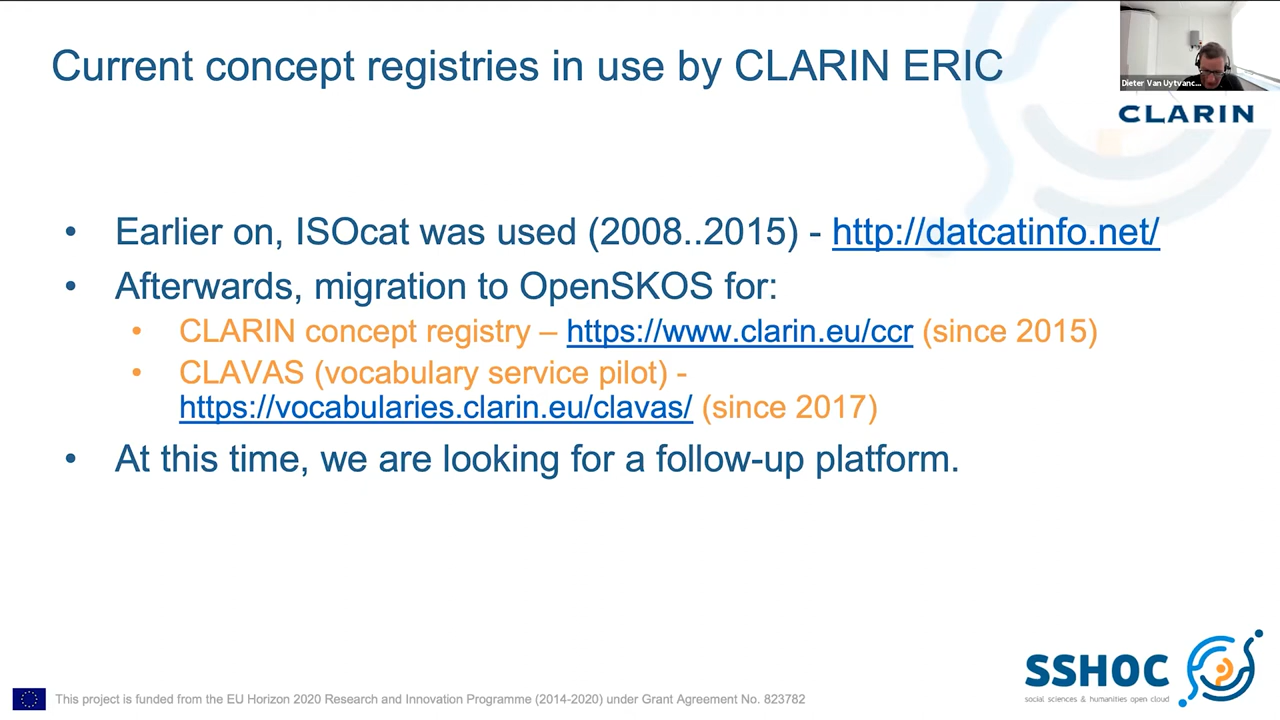 Current concept registries in use by CLARIN ERIC
Dieter Van Uytvanc...
CLARIN
• Earlier on, ISOcat was used (2008..2015) - http://datcatinfo.net/
• Afterwards, migration to OpenSKOS for:
• CLARIN concept registry – https://www.clarin.eu/ccr (since 2015)
• CLAVAS (vocabulary service pilot) -
https://vocabularies.clarin.eu/clavas/ (since 2017)
• At this time, we are looking for a follow-up platform.
SSHOC
social sciences & humanities open cloud
This project is funded from the EU Horizon 2020 Research and Innovation Programme (2014-2020) under Grant Agreement No. 823782